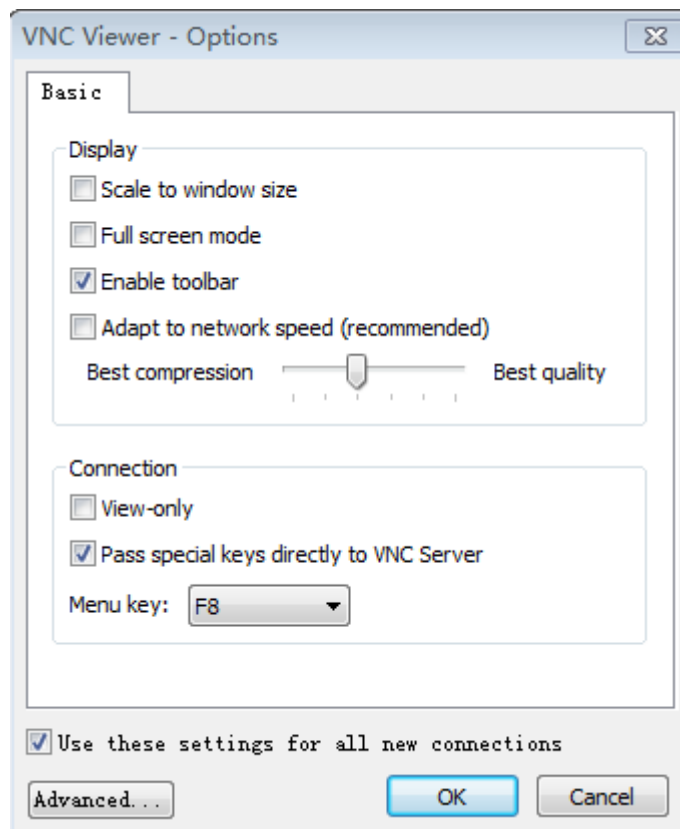 VNC Viewer - Options
Basic
Display
Scale to window size
Full screen mode
Enable toolbar
Adapt to network speed (recommended)
Best compression Best quality
Connection
View-only
Pass special keys directly to VNC Server
Menu key: F8
Use these settings for all new connections
Advanced... OK Cancel